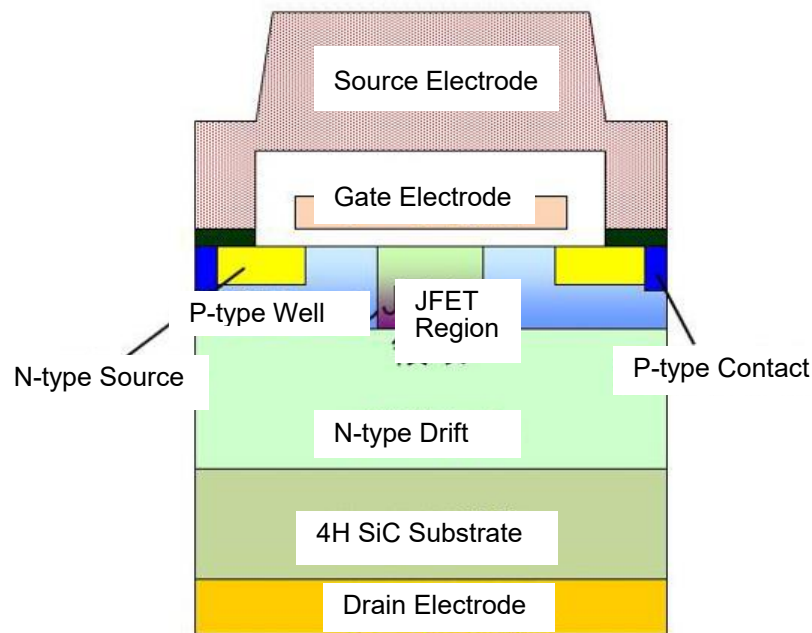 Source Electrode
Gate Electrode
P-type Well
JFET
Region
N-type Source
P-type Contact
N-type Drift
4H SiC Substrate
Drain Electrode